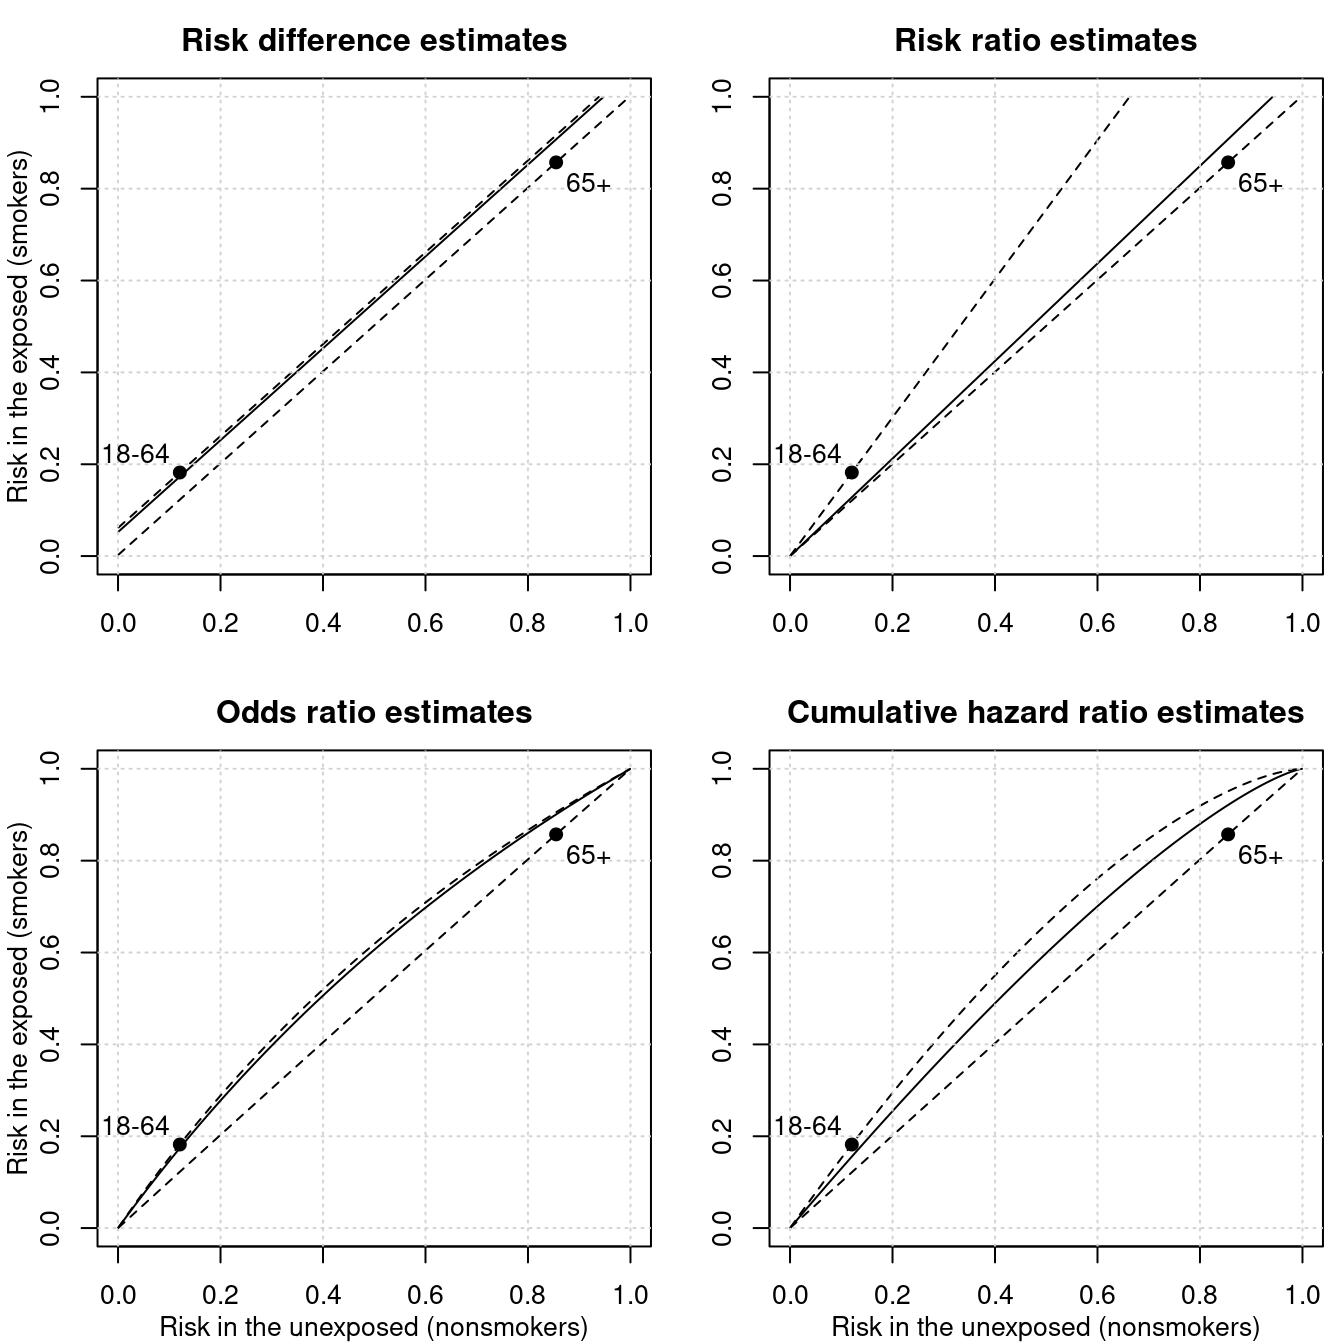 Risk difference estimates
Risk in the exposed (smokers)
1.0
0.8
0.6
0.4
0.2
0.0
18-64
65+
0.0 0.2 0.4 0.6 0.8 1.0
Risk ratio estimates
1.0
0.8
0.6
0.4
0.2
0.0
18-64
65+
0.0 0.2 0.4 0.6 0.8 1.0
Odds ratio estimates
Risk in the exposed (smokers)
1.0
0.8
0.6
0.4
0.2
0.0
18-64
65+
0.0 0.2 0.4 0.6 0.8 1.0
Risk in the unexposed (nonsmokers)
Cumulative hazard ratio estimates
1.0
0.8
0.6
0.4
0.2
0.0
18-64
65+
0.0 0.2 0.4 0.6 0.8 1.0
Risk in the unexposed (nonsmokers)